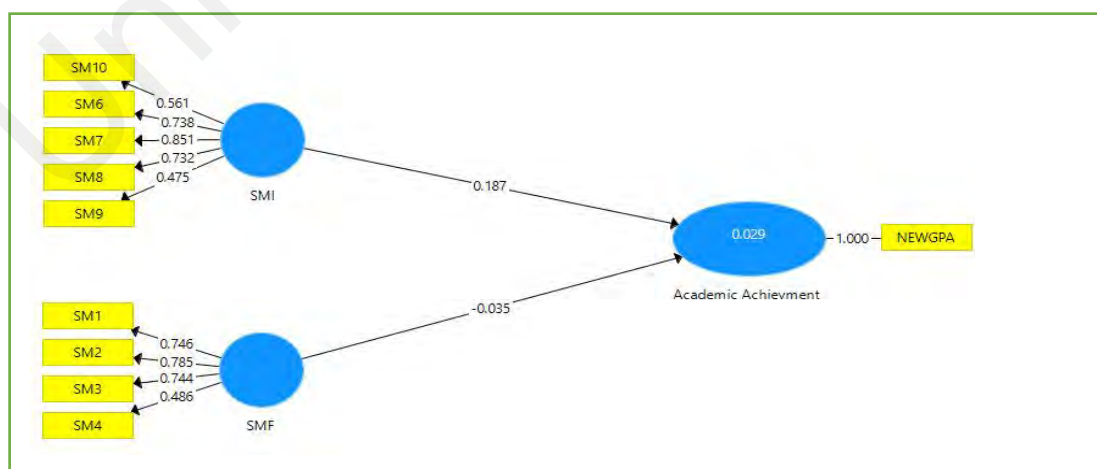 Uni
SM10
0.561
SM6
0.738
SM7
0.851
SM8
0.732
SM9
0.475
SMI
0.187
0.029
1.000
NEWGPA
Academic Achievment
-0.035
SM1
0.746
SM2
0.785
SM3
0.744
SM4
0.486
SMF